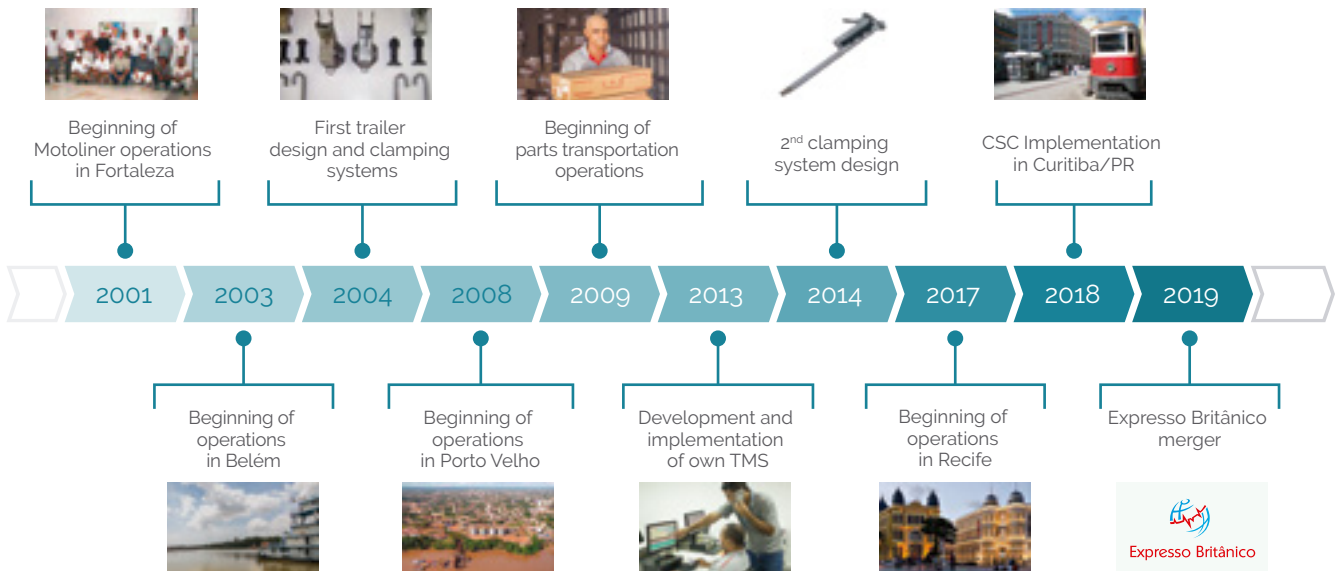 Beginning of
Motoliner operations
in Fortaleza
First trailer
design and clamping
systems
Beginning of
parts transportation
operations
2nd clamping
system design
CSC Implementation
in Curitiba/PR
2001
2003
2004
2008
2009
2013
2014
2017
2018
2019
Beginning of
operations
in Belém
Beginning of
operations
in Porto Velho
Development and
implementation
of own TMS
Beginning of
operations
in Recife
Expresso Britânico
merger
Expresso Britânico